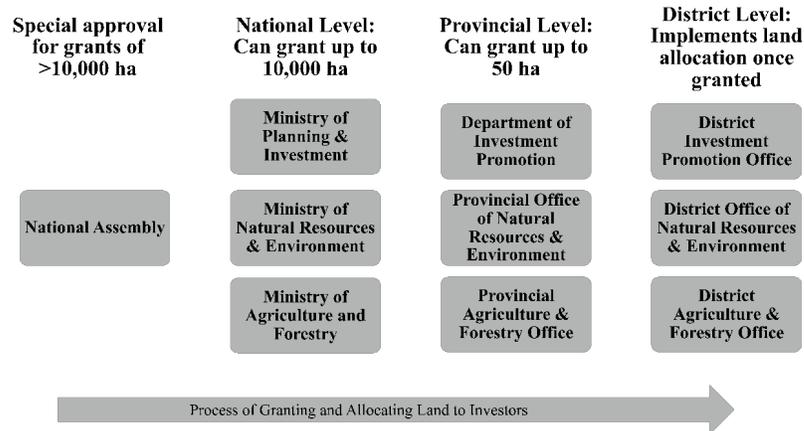 Special approval
for grants of
>10,000 ha
National Level:
Can grant up to
10,000 ha
Provincial Level:
Can grant up to
50 ha
District Level:
Implements land
allocation once
granted
Ministry of
Planning &
Investment
Department of
Investment
Promotion
District
Investment
Promotion Office
National Assembly
Ministry of
Natural Resources
& Environment
Provincial Office
of Natural
Resources &
Environment
District Office of
Natural Resources
& Environment
Ministry of
Agriculture and
Forestry
Provincial
Agriculture &
Forestry Office
District
Agriculture &
Forestry Office
Process of Granting and Allocating Land to Investors